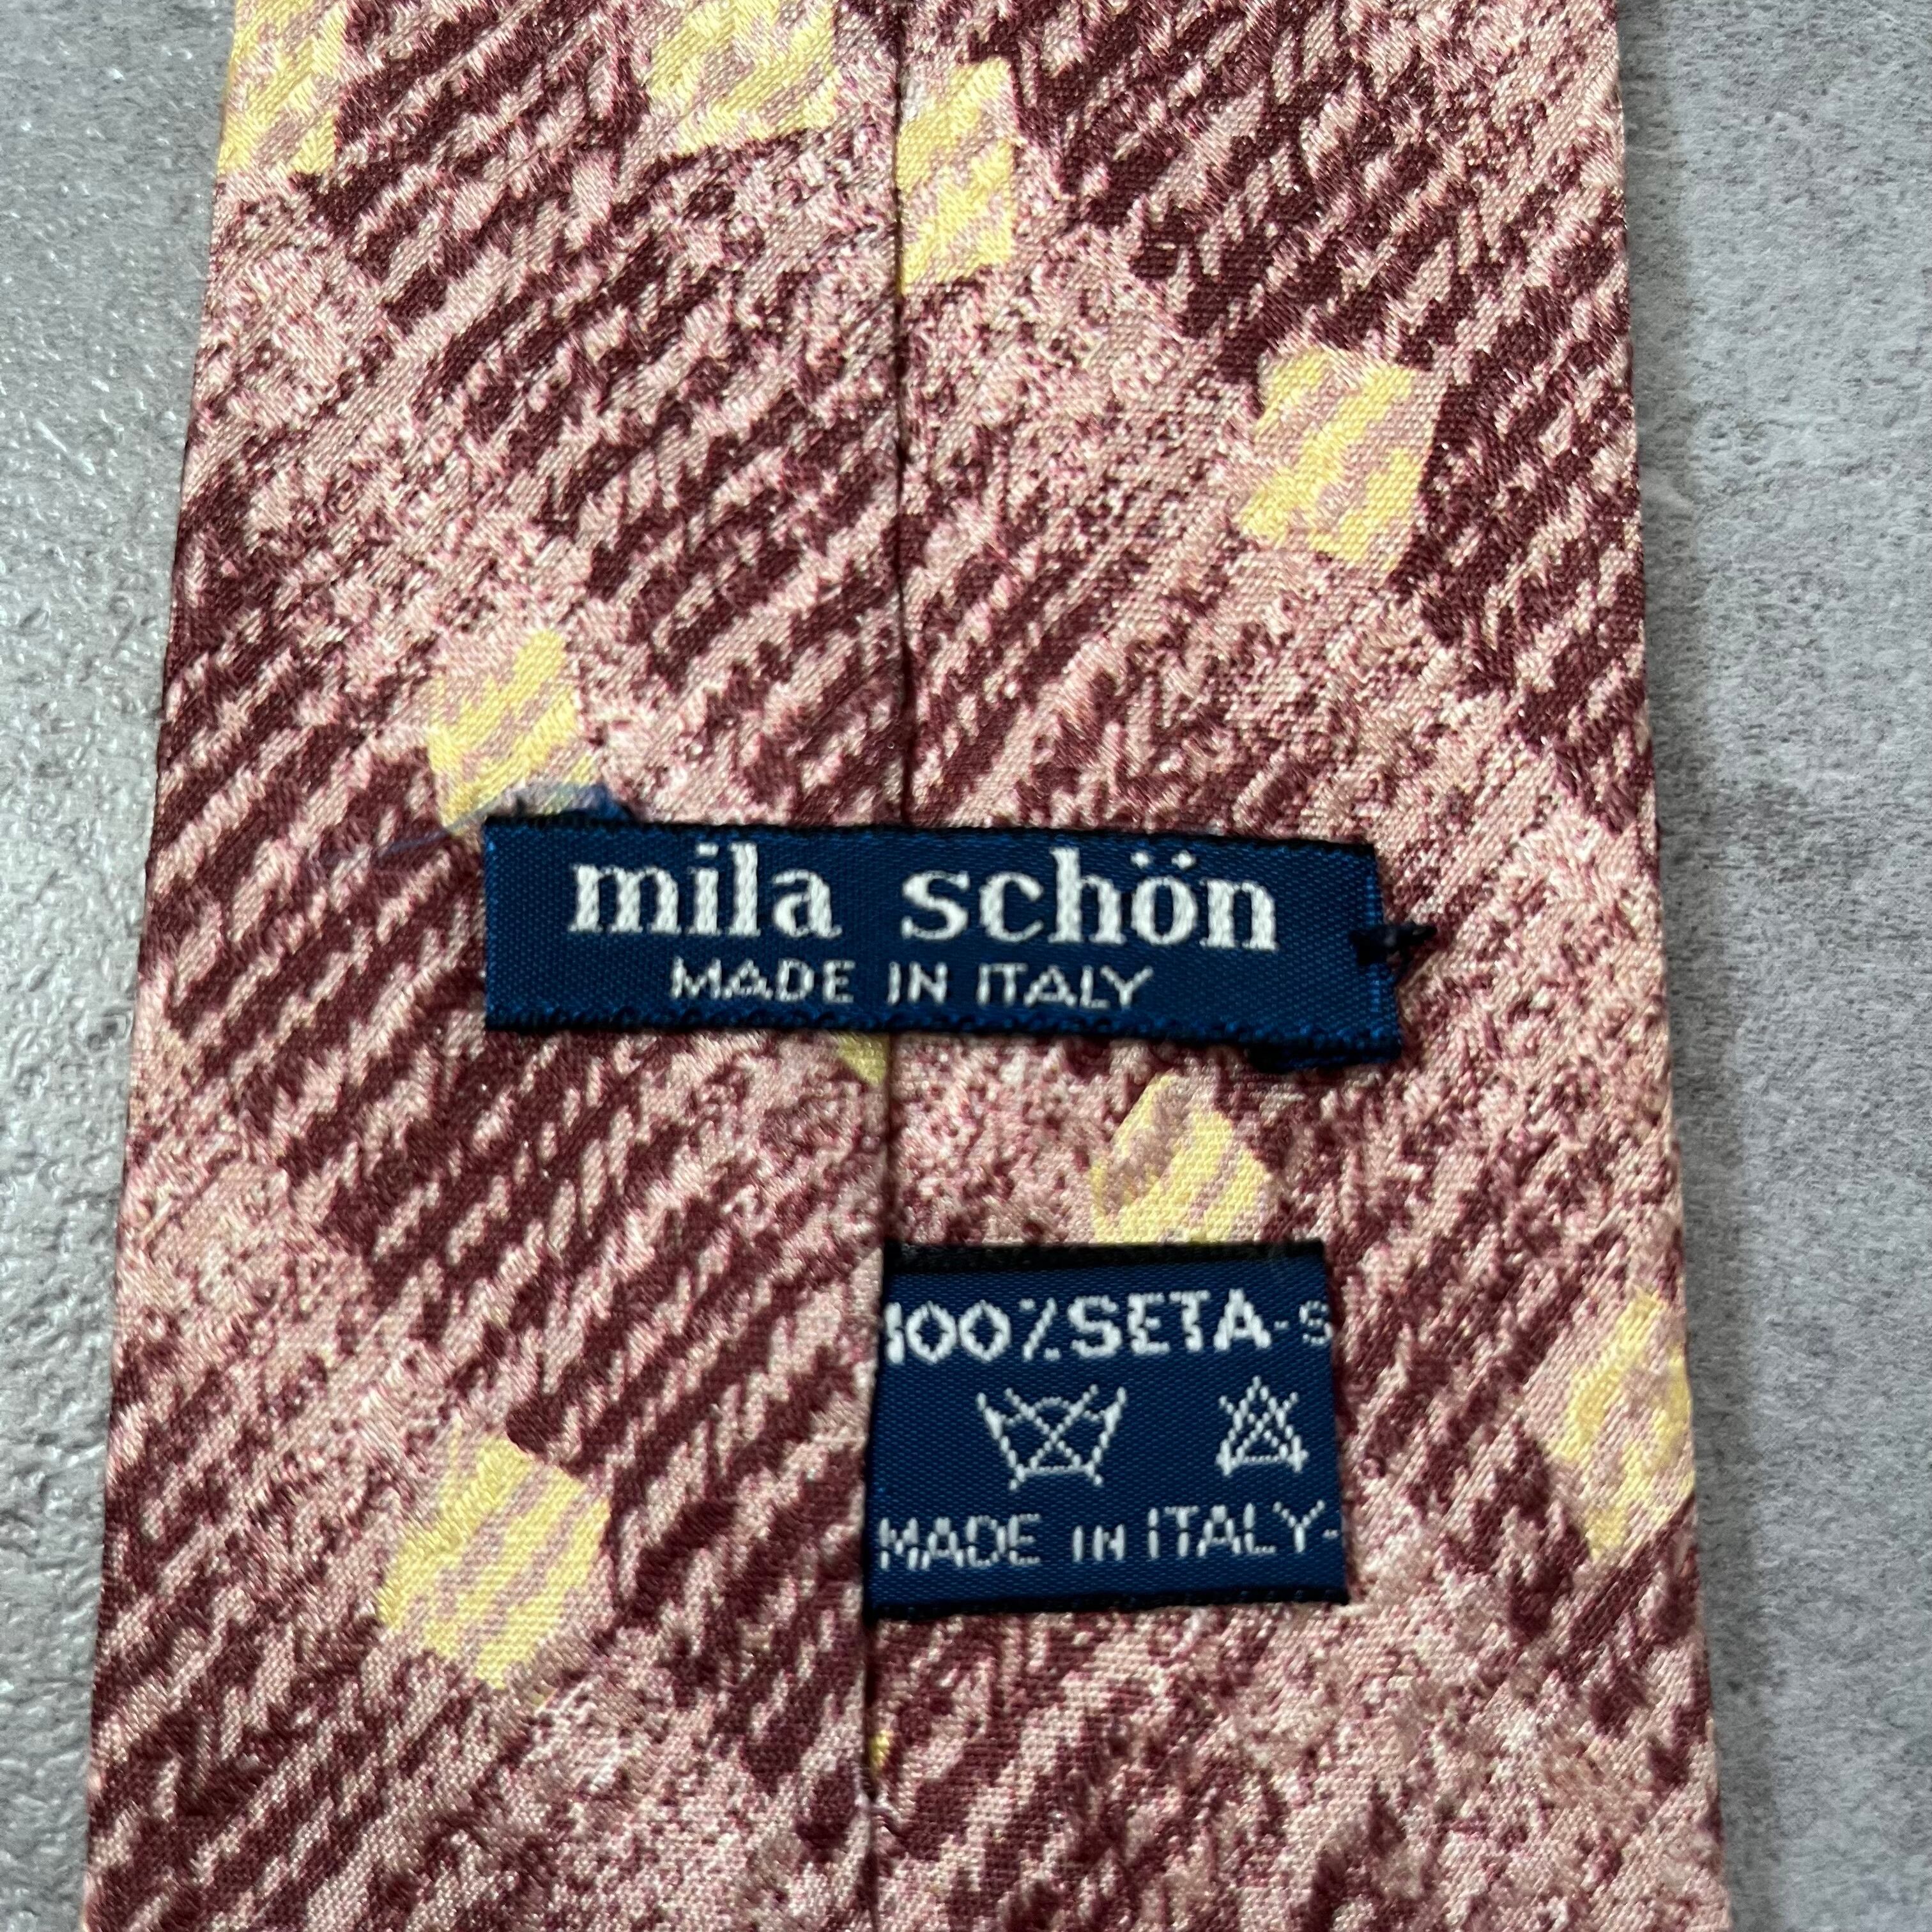 mila schön
MADE IN ITALY
100% SETA-S
MADE IN ITALY-